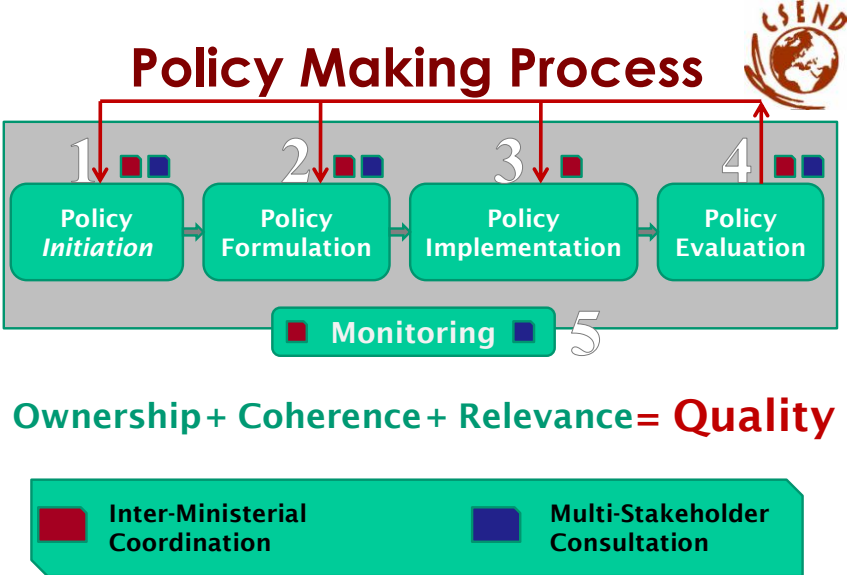 CSEND
Policy Making Process
1
2
3
4
Policy
Initiation
Policy
Formulation
Policy
Implementation
Policy
Evaluation
Monitoring
5
Ownership+ Coherence+ Relevance= Quality
Inter-Ministerial
Coordination
Multi-Stakeholder
Consultation